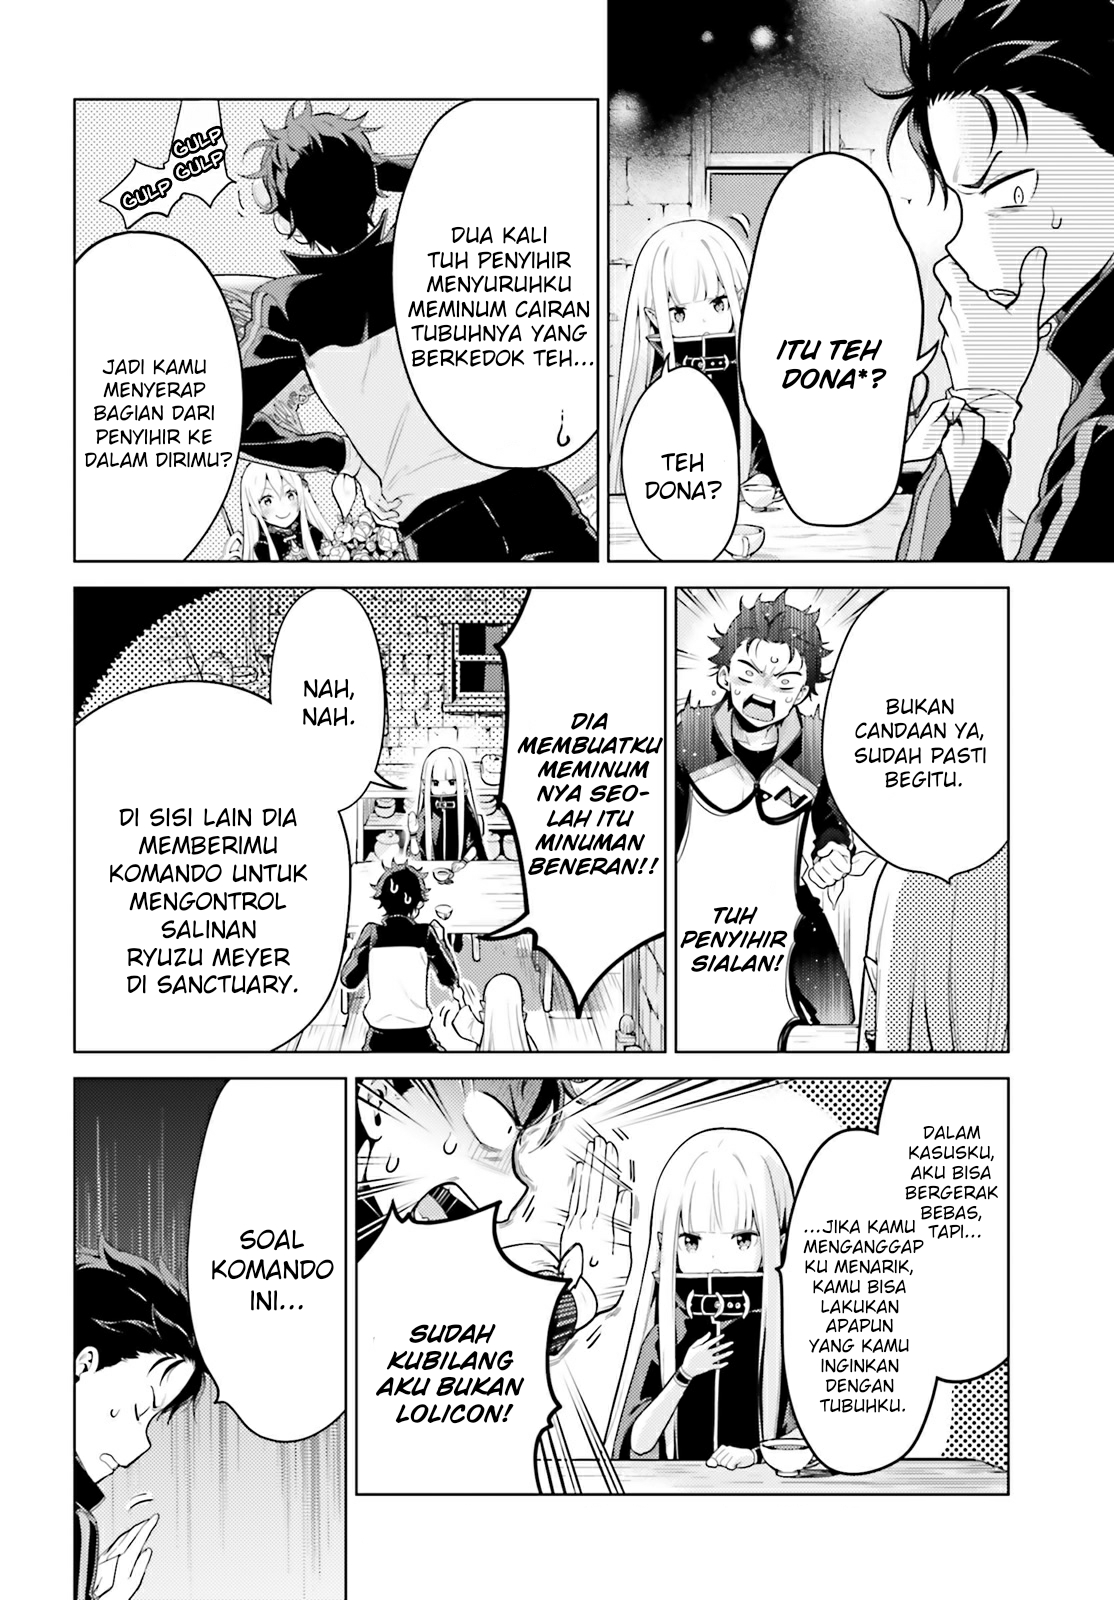 ITU TEH
DONA*?
TEH
DONA?
DUA KALI
TUH PENYIHIR
MENYURUHKU
MEMINUM CAIRAN
TUBUHNYA YANG
BERKEDOK TEH...
GULP
GULP
GULP
GULP
JADI KAMU
MENYERAP
BAGIAN DARI
PENYIHIR KE
DALAM DIRIMU?
BUKAN
CANDAAN YA,
SUDAH PASTI
BEGITU.
TUH
PENYIHIR
SIALAN!
DIA
MEMBUATKU
MEMINUM
NYA SEO-
LAH ITU
MINUMAN
BENERAN!!
NAH,
NAH.
DI SISI LAIN DIA
MEMBERIMU
KOMANDO UNTUK
MENGONTROL
SALINAN
RYUZU MEYER
DI SANCTUARY.
DALAM
KASUSKU,
AKU BISA
BERGERAK
BEBAS,
TAPI...
...JIKA KAMU
MENGANGGAP
KU MENARIK,
KAMU BISA
LAKUKAN
APAPUN
YANG KAMU
INGINKAN
DENGAN
TUBUHKU.
SUDAH
KUBILANG
AKU BUKAN
LOLICON!
SOAL
KOMANDO
INI...